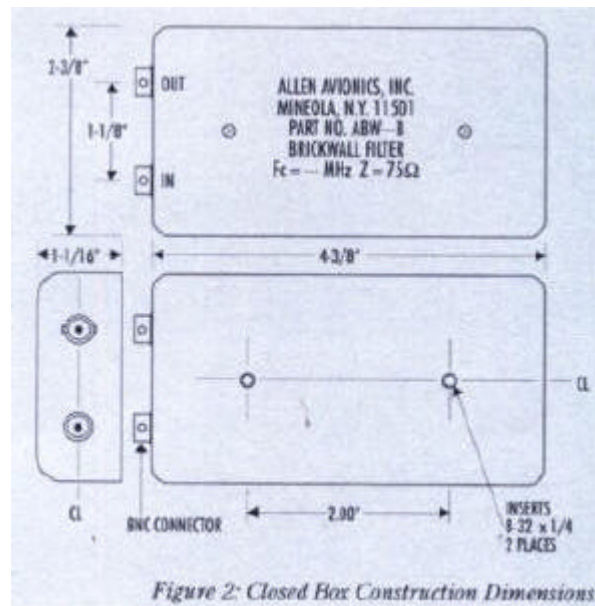 2-3/8"
OUT
1-1/8"
IN
ALLEN AVIONICS, INC.
MINEOLA, N.Y. 11501
PART NO. ABW--B
BRICKWALL FILTER
Fc = --- MHz Z = 75Ω
1-1/16"
4-3/8"
CL
CL
BNC CONNECTOR
2.00"
INSERTS
8-32 x 1/4
2 PLACES
Figure 2: Closed Box Construction Dimensions